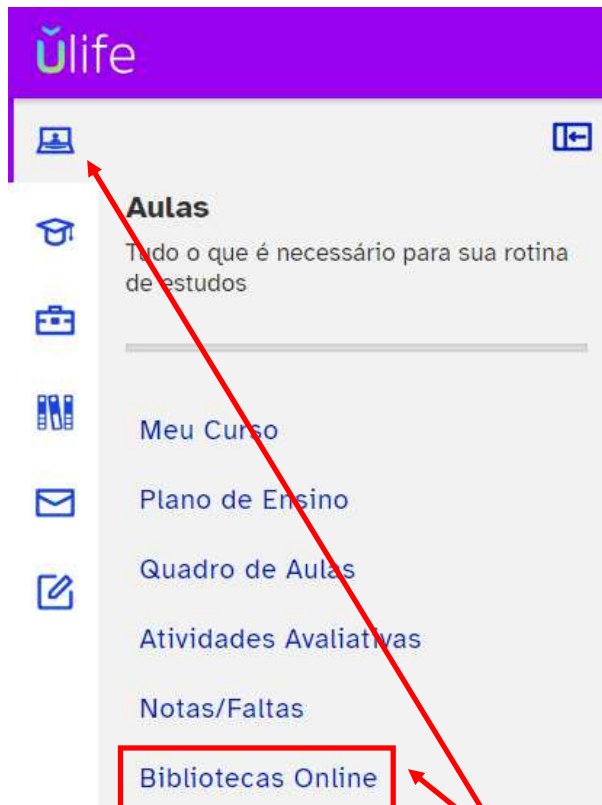 ŭlife
Aulas
Tudo o que é necessário para sua rotina
de estudos
Meu Curso
Plano de Ensino
Quadro de Aulas
Atividades Avaliativas
Notas/Faltas
Bibliotecas Online